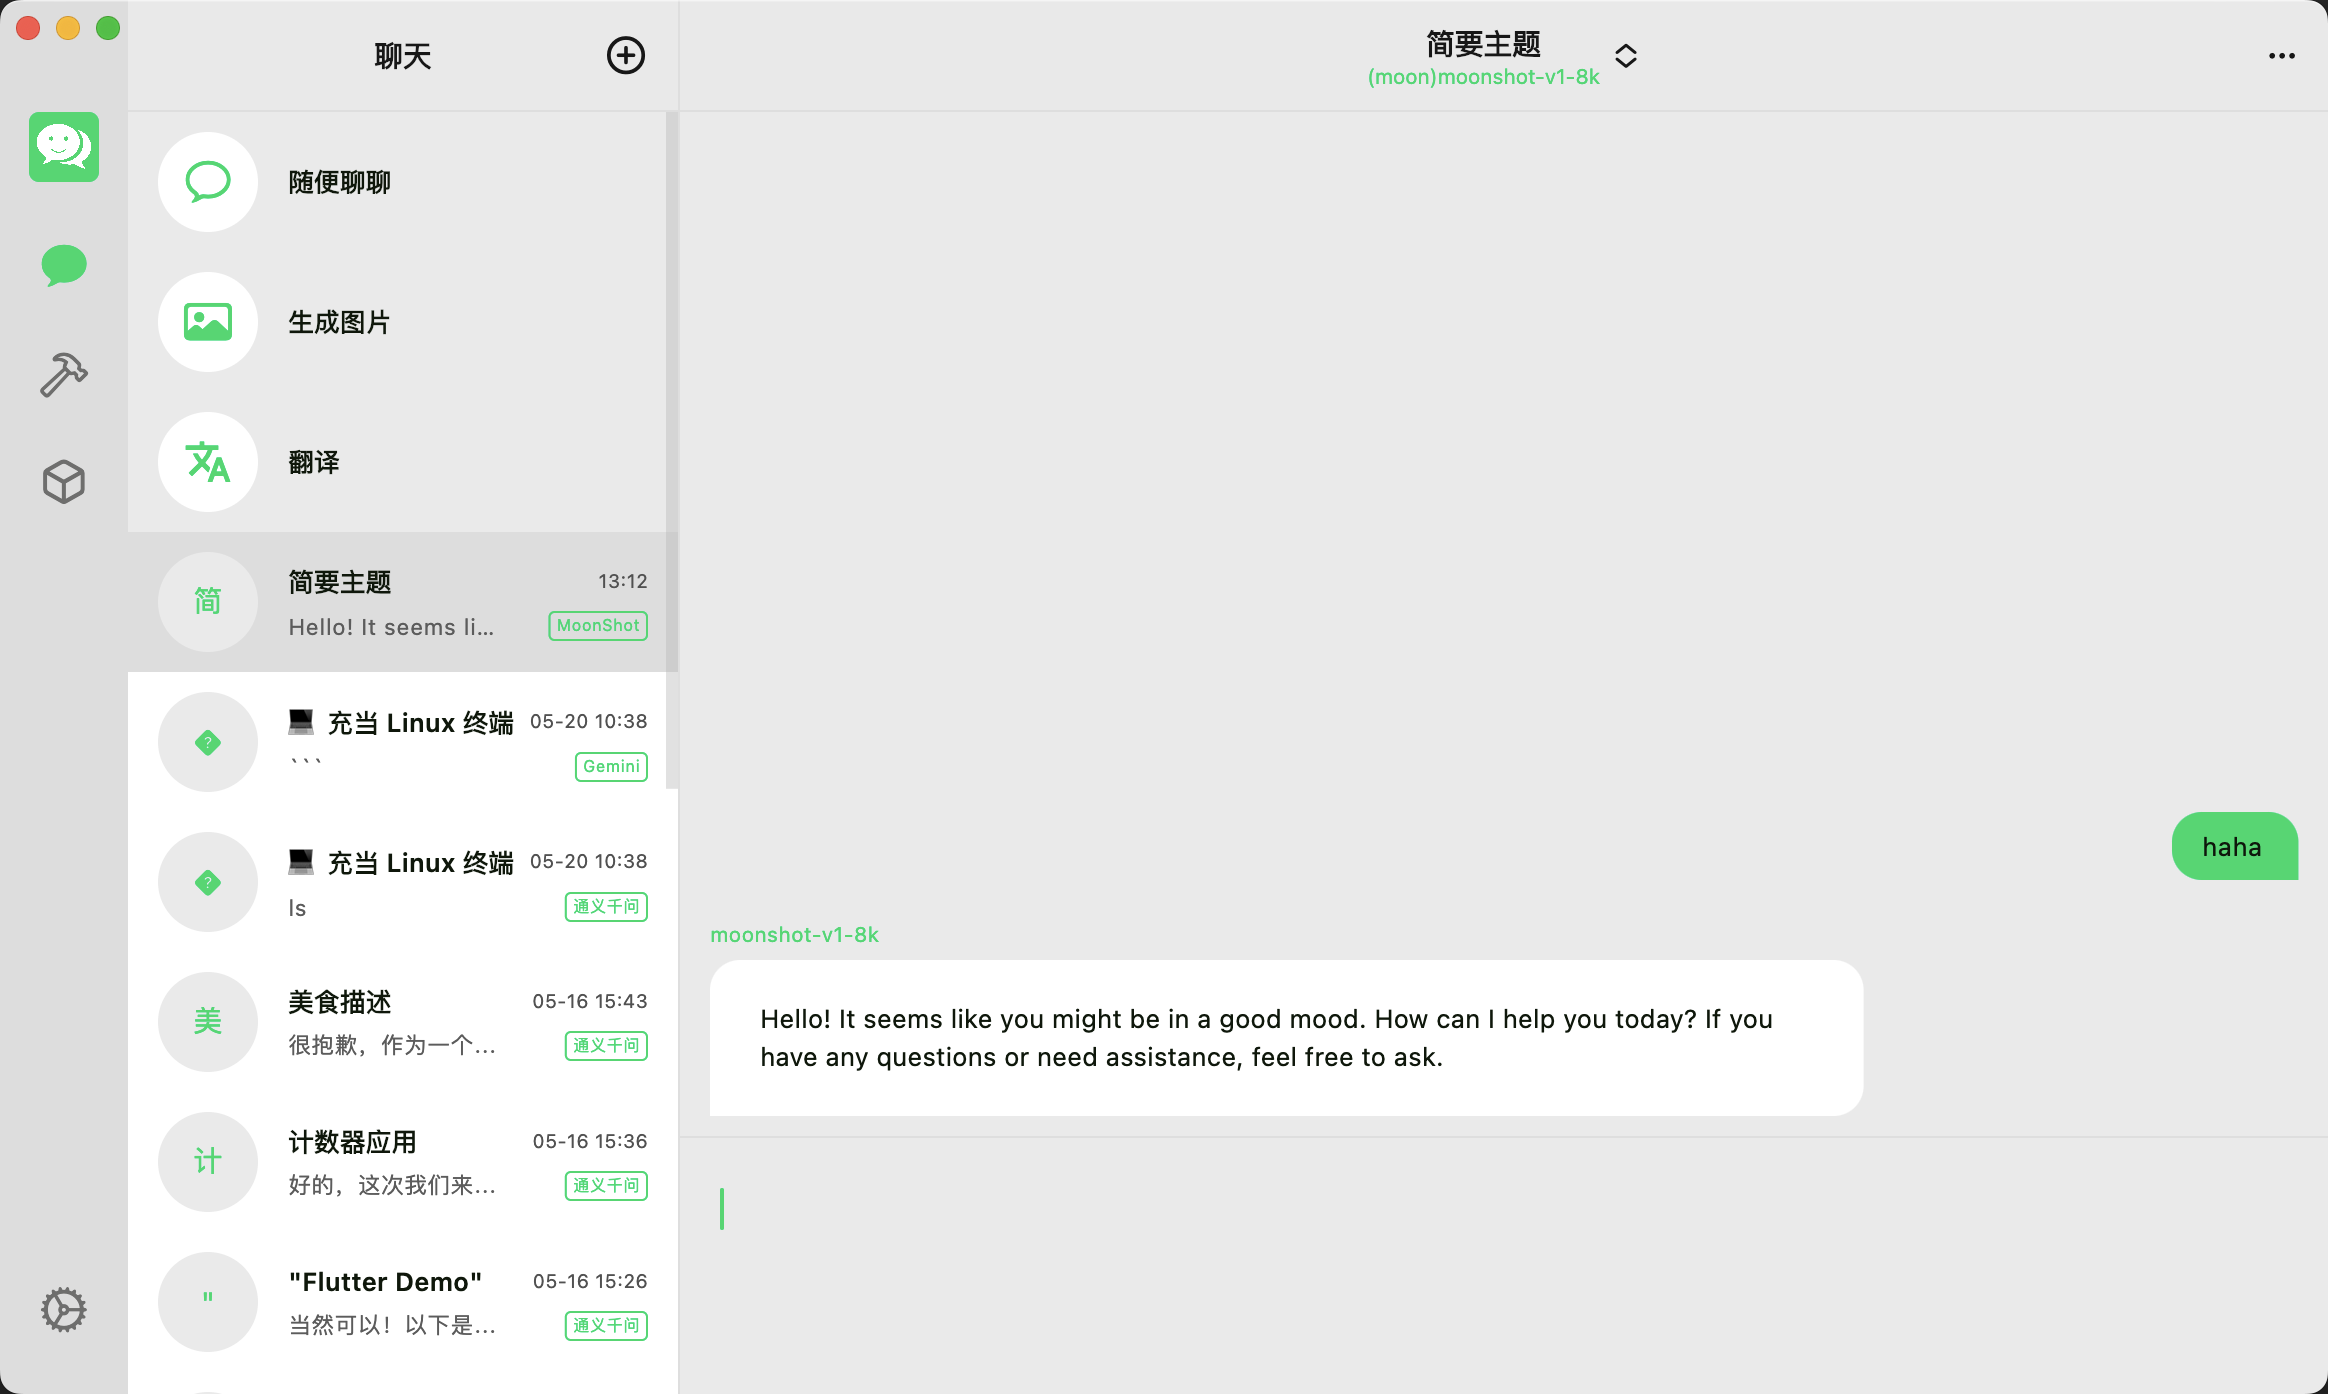 聊天
随便聊聊
生成图片
翻译
简
简要主题
13:12
Hello! It seems li...
MoonShot
💻 充当 Linux 终端
05-20 10:38
```
Gemini
💻 充当 Linux 终端
05-20 10:38
ls
通义千问
美
美食描述
05-16 15:43
很抱歉，作为一个...
通义千问
计
计数器应用
05-16 15:36
好的，这次我们来...
通义千问
"
"Flutter Demo"
05-16 15:26
当然可以！以下是...
通义千问
简要主题
(moon)moonshot-v1-8k
haha
moonshot-v1-8k
Hello! It seems like you might be in a good mood. How can I help you today? If you
have any questions or need assistance, feel free to ask.